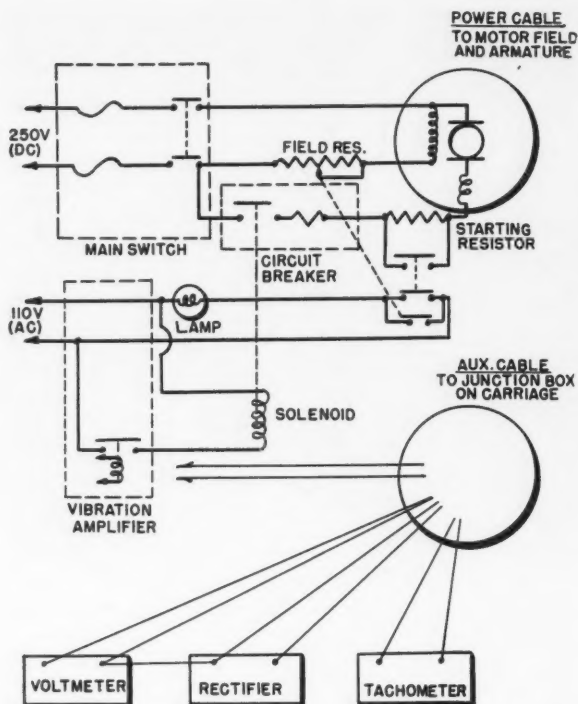 POWER CABLE
TO MOTOR FIELD
AND ARMATURE
250V
(DC)
FIELD RES.
MAIN SWITCH
CIRCUIT
BREAKER
STARTING
RESISTOR
110V
(AC)
LAMP
AUX. CABLE
TO JUNCTION BOX
ON CARRIAGE
SOLENOID
VIBRATION
AMPLIFIER
VOLTMETER
RECTIFIER
TACHOMETER